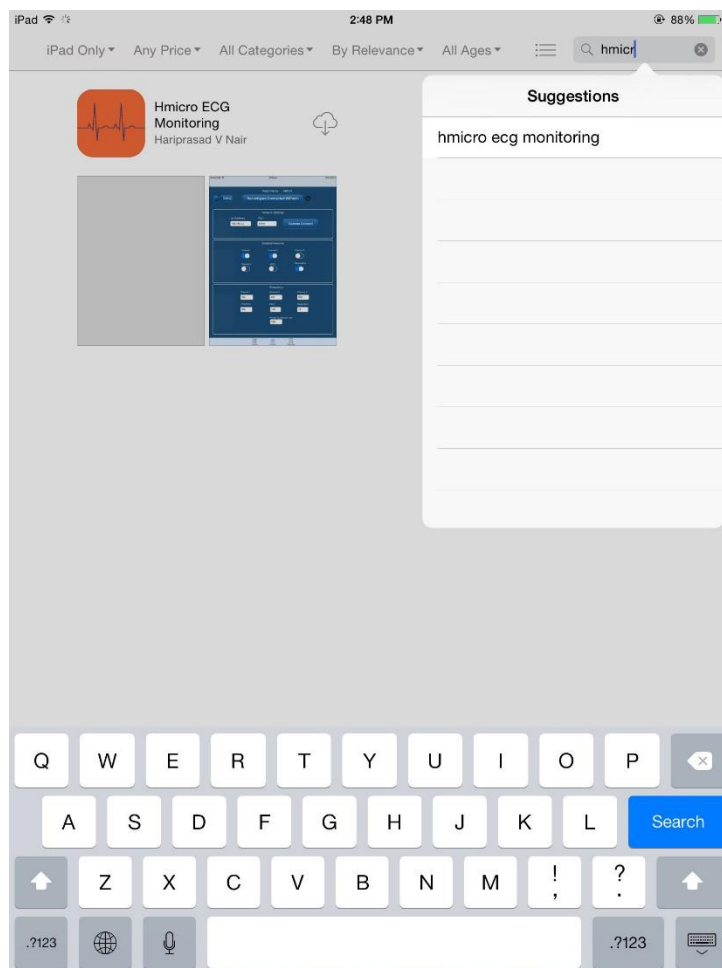 iPad 2:48 PM 88%
iPad Only Any Price All Categories By Relevance All Ages hmicr
Suggestions
hmicro ecg monitoring
Hmicro ECG
Monitoring
Hariprasad V Nair
Q W E R T Y U I O P
A S D F G H J K L Search
Z X C V B N M ! , ? .
.?123 .?123